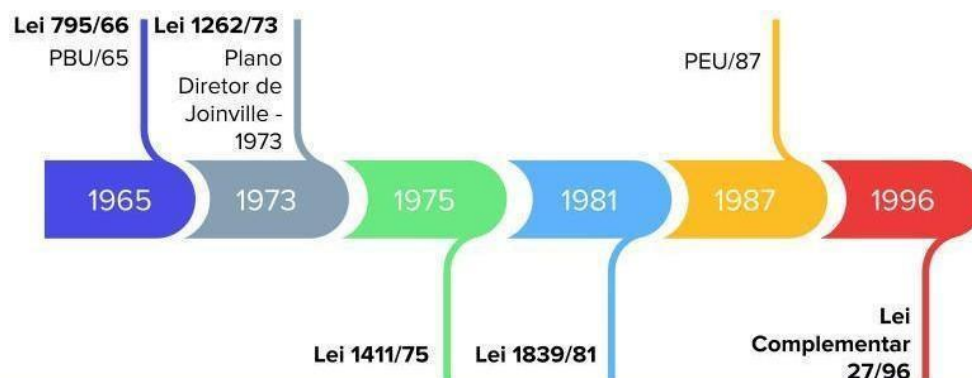 Lei 795/66
PBU/65
Lei 1262/73
Plano
Diretor de
Joinville -
1973
PEU/87
1965
1973
1975
1981
1987
1996
Lei 1411/75
Lei 1839/81
Lei
Complementar
27/96